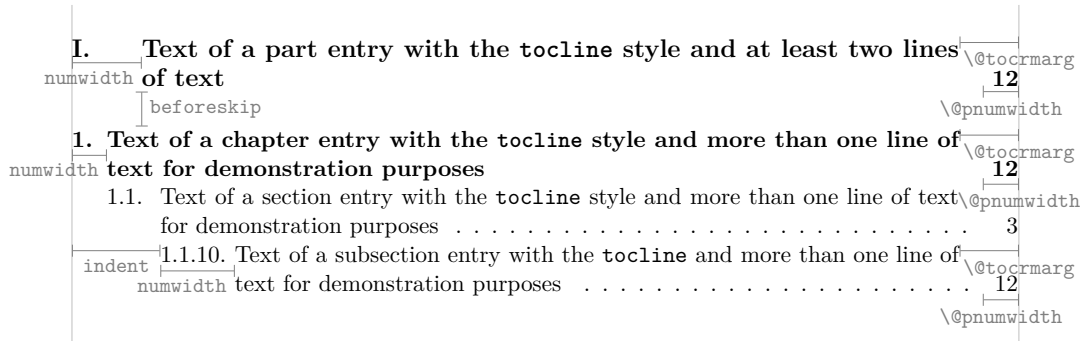 I. Text of a part entry with the tocline style and at least two lines \@tocrmarg
numwidth of text 12
beforeskip \@pnumwidth
1. Text of a chapter entry with the tocline style and more than one line of \@tocrmarg
numwidth text for demonstration purposes 12
1.1. Text of a section entry with the tocline style and more than one line of text \@pnumwidth
for demonstration purposes . . . . . . . . . . . . . . . . . . . . . . . . . . . . . 3
1.1.10. Text of a subsection entry with the tocline and more than one line of \@tocrmarg
indent
numwidth text for demonstration purposes . . . . . . . . . . . . . . . . . . . . . . 12
\@pnumwidth